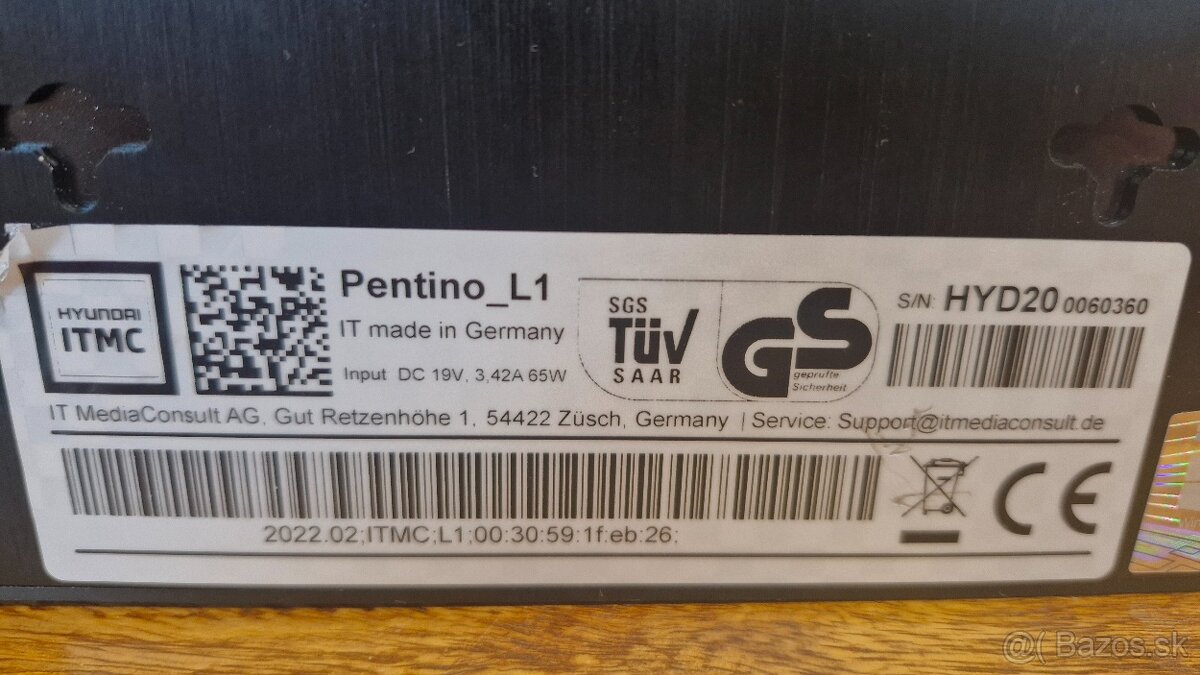 HYUNDAI
ITMC
Pentino_L1
IT made in Germany
Input DC 19V, 3,42A 65W
SGS
TÜV
SAAR
GS
geprüfte
Sicherheit
S/N: HYD20 0060360
IT MediaConsult AG, Gut Retzenhöhe 1, 54422 Züsch, Germany | Service: Support@itmediaconsult.de
2022.02;ITMC;L1;00:30:59:1f:eb:26;
CE
@( Bazos.sk